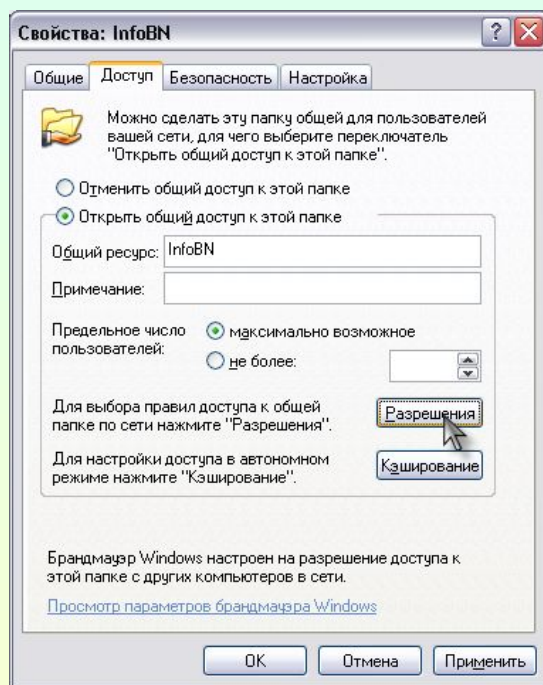 Свойства: InfoBN
Общие Доступ Безопасность Настройка
Можно сделать эту папку общей для пользователей
вашей сети, для чего выберите переключатель
"Открыть общий доступ к этой папке".
Отменить общий доступ к этой папке
Открыть общий доступ к этой папке
Общий ресурс: InfoBN
Примечание:
Предельное число
пользователей:
максимально возможное
не более:
Для выбора правил доступа к общей
папке по сети нажмите "Разрешения".
Разрешения
Для настройки доступа в автономном
режиме нажмите "Кэширование".
Кэширование
Брандмауэр Windows настроен на разрешение доступа к
этой папке с других компьютеров в сети.
Просмотр параметров брандмауэра Windows
OK Отмена Применить